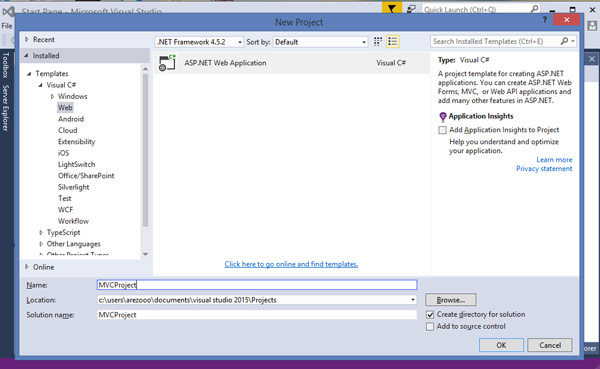 Start Page - Microsoft Visual Studio
Quick Launch (Ctrl+Q)
New Project
Toolbox
Server Explorer
Recent
Installed
Templates
Visual C#
Windows
Web
Android
Cloud
Extensibility
iOS
LightSwitch
Office/SharePoint
Silverlight
Test
WCF
Workflow
TypeScript
Other Languages
Other Project Types
Online
.NET Framework 4.5.2
Sort by: Default
ASP.NET Web Application
Visual C#
Click here to go online and find templates.
Search Installed Templates (Ctrl+E)
Type: Visual C#
A project template for creating ASP.NET
applications. You can create ASP.NET Web
Forms, MVC, or Web API applications and
add many other features in ASP.NET.
Application Insights
Add Application Insights to Project
Help you understand and optimize
your application.
Learn more
Privacy statement
Name: MVCProject
Location: c:\users\arezooo\documents\visual studio 2015\Projects
Browse...
Solution name: MVCProject
Create directory for solution
Add to source control
OK
Cancel